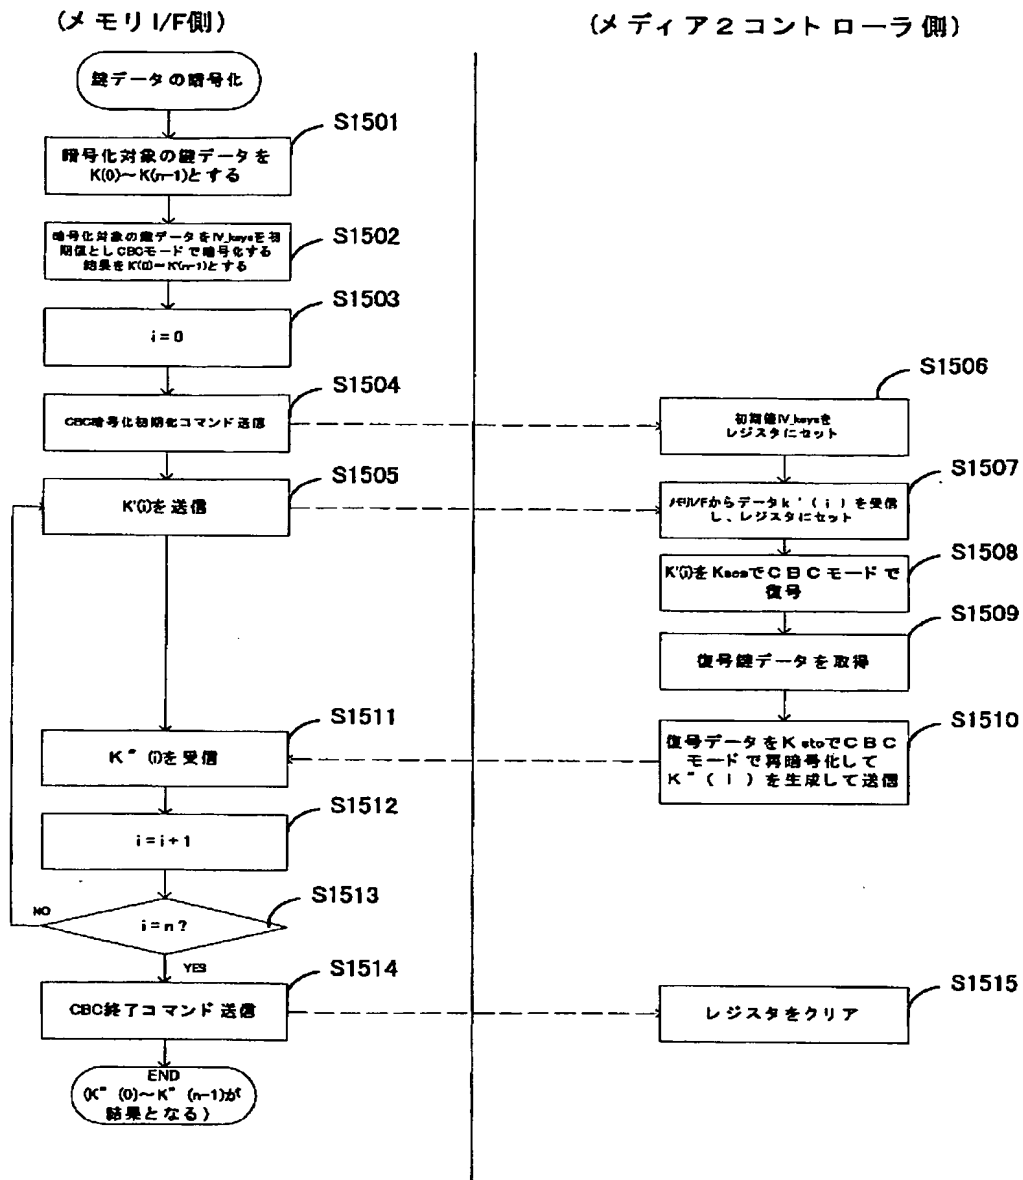 (メモリI/F側)
(メディア2コントローラ側)
鍵データの暗号化
S1501
暗号化対象の鍵データを
K(0)~K(n-1)とする
S1502
暗号化対象の鍵データをIV_keysを初
期値としCBCモードで暗号化する
結果をK'(0)~K'(n-1)とする
S1503
i=0
S1504
CBC暗号化初期化コマンド送信
S1506
初期値IV_keysを
レジスタにセット
S1505
K'(i)を送信
S1507
メモリI/Fからデータk'(i)を受信
し、レジスタにセット
S1508
K'(i)をKsesでCBCモードで
復号
S1509
復号鍵データを取得
S1510
復号データをKstoでCBC
モードで再暗号化して
K"(i)を生成して送信
S1511
K"(i)を受信
S1512
i=i+1
S1513
i=n?
NO
YES
S1514
CBC終了コマンド送信
S1515
レジスタをクリア
END
(K"(0)~K"(n-1)が
結果となる)